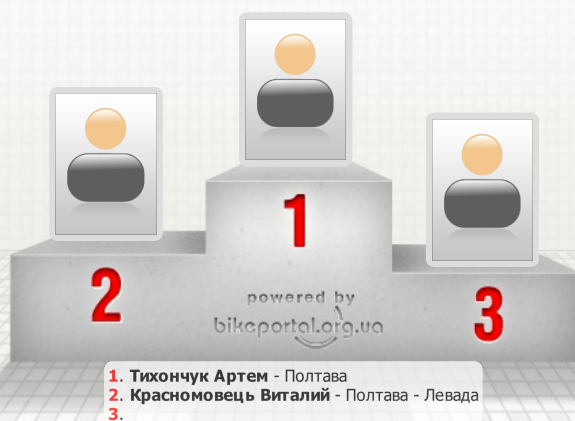 1
2
3
powered by
bikeportal.org.ua
1. Тихончук Артем - Полтава
2. Красномовець Виталий - Полтава - Левада
3.